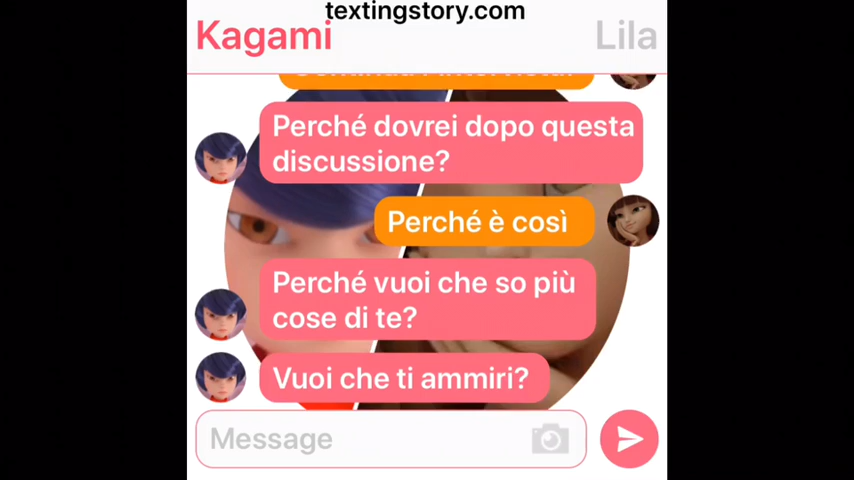 textingstory.com
Kagami
Lila
Perché dovrei dopo questa
discussione?
Perché è così
Perché vuoi che so più
cose di te?
Vuoi che ti ammiri?
Message